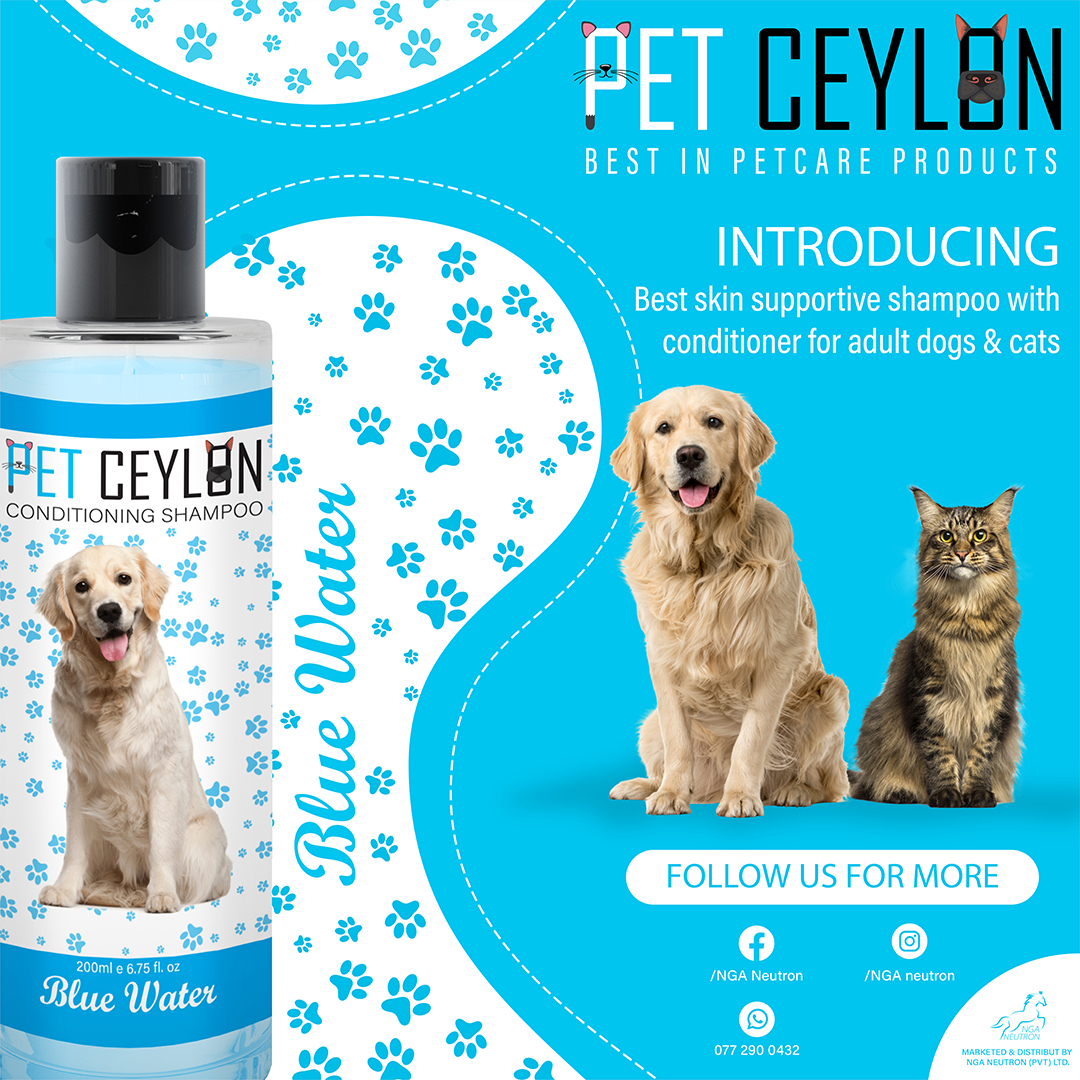 PET CEYLON
BEST IN PETCARE PRODUCTS
INTRODUCING
Best skin supportive shampoo with
conditioner for adult dogs & cats
PET CEYLON
CONDITIONING SHAMPOO
200ml e 6.75 fl. oz
Blue Water
Blue Water
FOLLOW US FOR MORE
/NGA Neutron
/NGA neutron
077 290 0432
NGA
NEUTRON
MARKETED & DISTRIBUT BY
NGA NEUTRON (PVT) LTD.